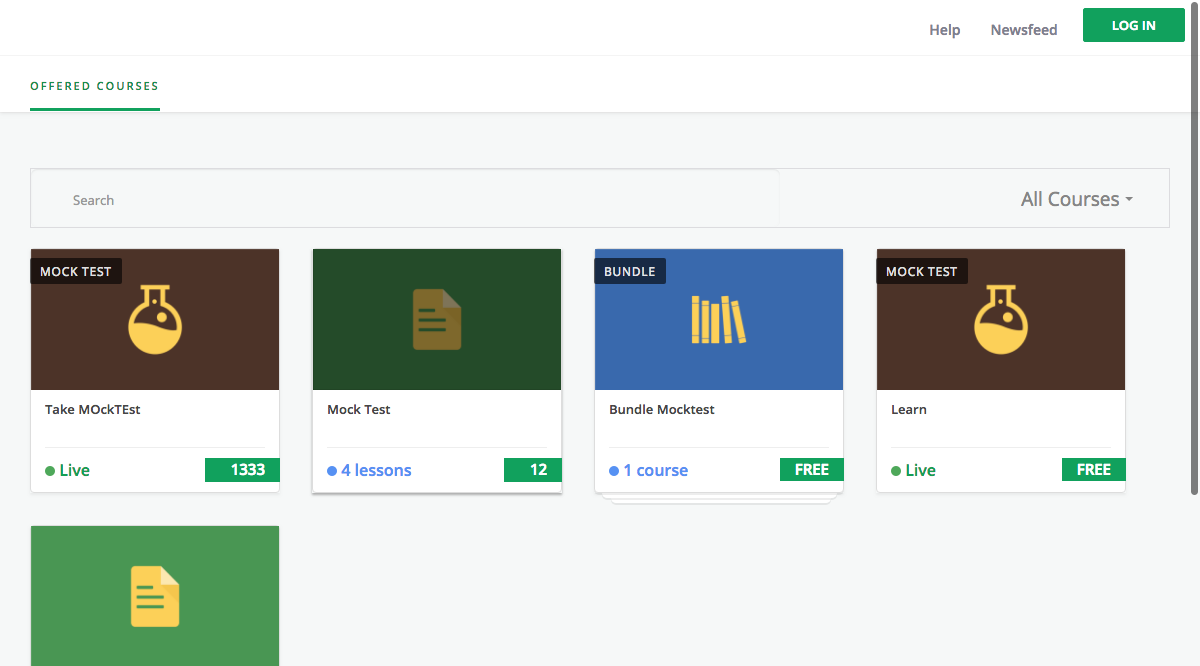 Help Newsfeed LOG IN
OFFERED COURSES
Search All Courses
MOCK TEST
Take MOckTEst
Live 1333
Mock Test
4 lessons 12
BUNDLE
Bundle Mocktest
1 course FREE
MOCK TEST
Learn
Live FREE